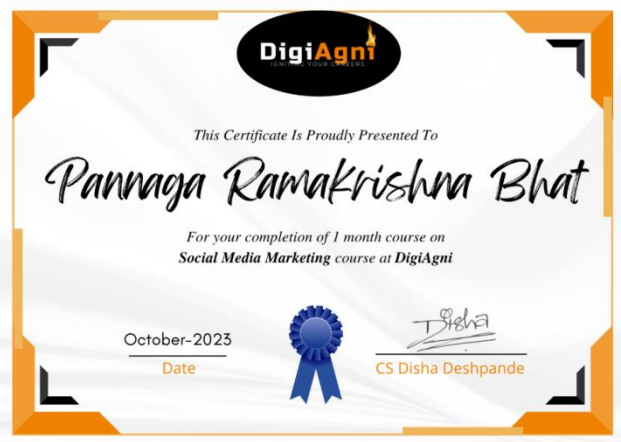 DigiAgni
IGNITING YOUR CAREERS
This Certificate Is Proudly Presented To
Pannaga Ramakrishna Bhat
For your completion of 1 month course on
Social Media Marketing course at DigiAgni
October-2023
Date
Disha
CS Disha Deshpande